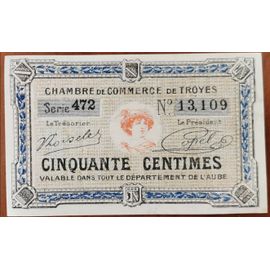 CHAMBRE DE COMMERCE DE TROYES
Serie 472 N° 13,109
Le Trésorier Le Président
CINQUANTE CENTIMES
VALABLE DANS TOUT LE DÉPARTEMENT DE L'AUBE